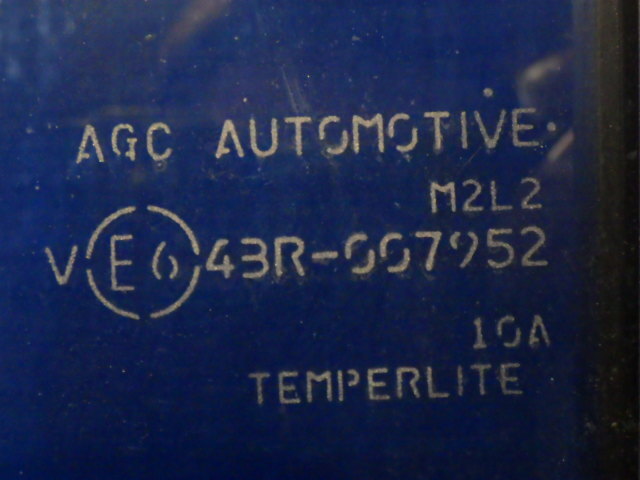 AGC AUTOMOTIVE
M2L2
V E6 43R-007952
10A
TEMPERLITE